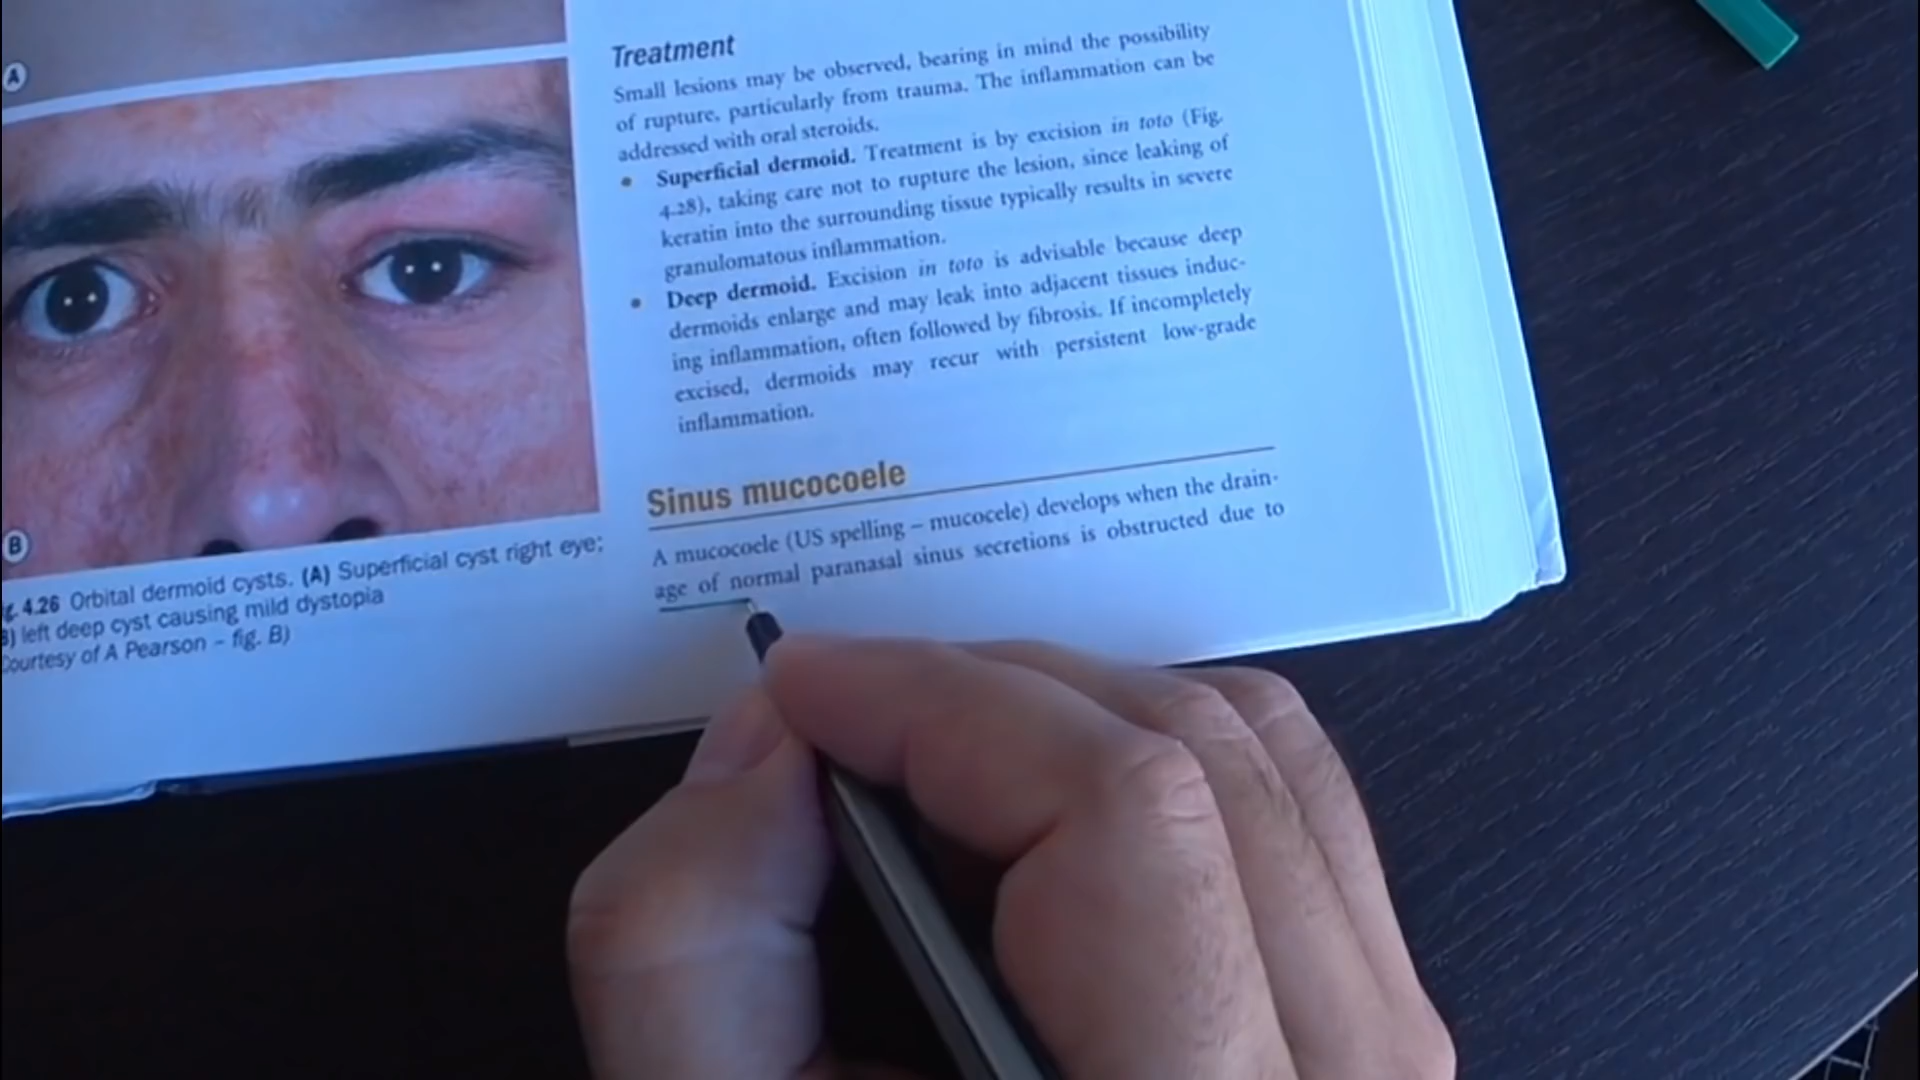 A
B
g. 4.26 Orbital dermoid cysts. (A) Superficial cyst right eye;
B) left deep cyst causing mild dystopia
Courtesy of A Pearson – fig. B)
Treatment
Small lesions may be observed, bearing in mind the possibility
of rupture, particularly from trauma. The inflammation can be
addressed with oral steroids.
• Superficial dermoid. Treatment is by excision in toto (Fig.
4.28), taking care not to rupture the lesion, since leaking of
keratin into the surrounding tissue typically results in severe
granulomatous inflammation.
• Deep dermoid. Excision in toto is advisable because deep
dermoids enlarge and may leak into adjacent tissues induc-
ing inflammation, often followed by fibrosis. If incompletely
excised, dermoids may recur with persistent low-grade
inflammation.
Sinus mucocoele
A mucocoele (US spelling – mucocele) develops when the drain-
age of normal paranasal sinus secretions is obstructed due to